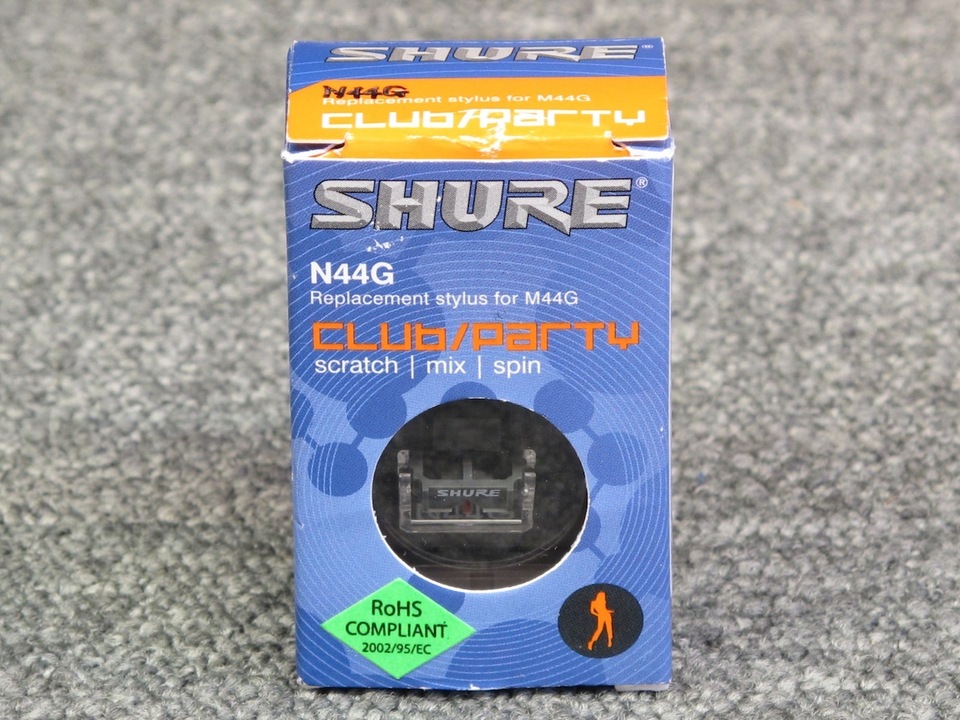 SHURE®
N44G
Replacement stylus for M44G
CLUB/PARTY
SHURE®
N44G
Replacement stylus for M44G
CLUB/PARTY
scratch | mix | spin
SHURE
RoHS
COMPLIANT
2002/95/EC